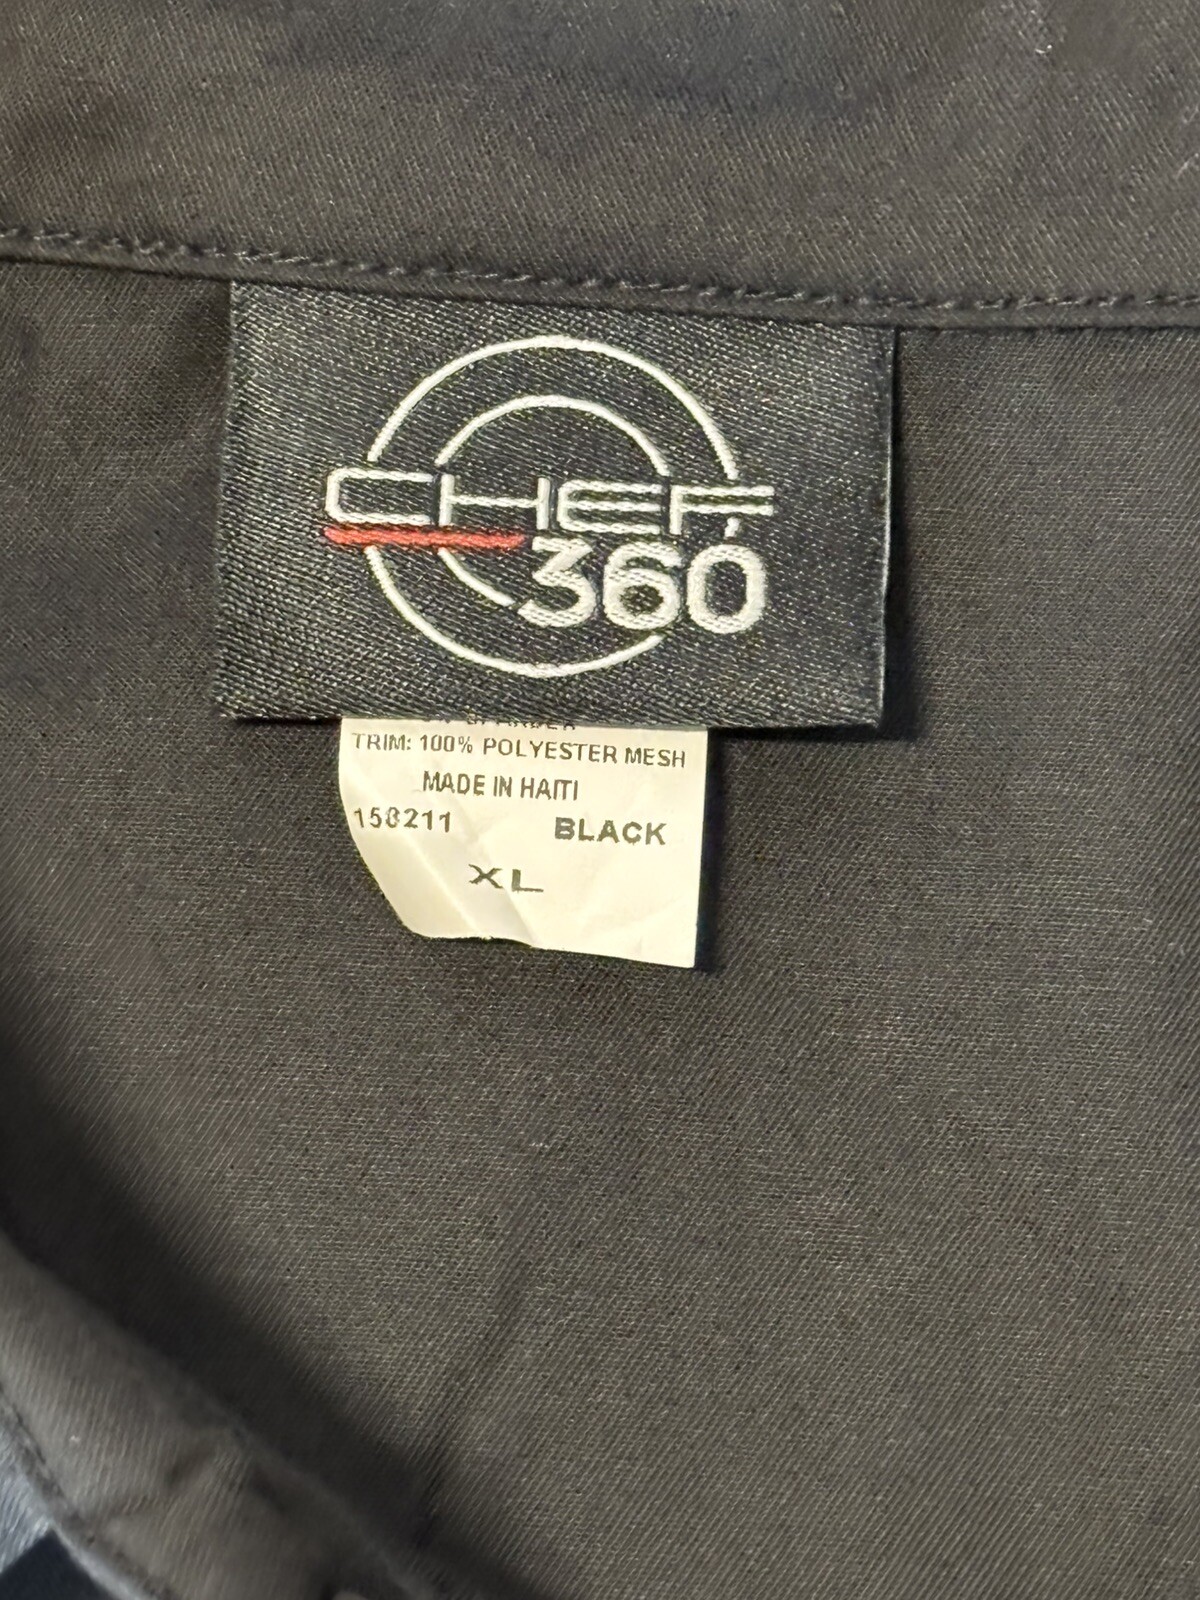 CHEF
360
TRIM: 100% POLYESTER MESH
MADE IN HAITI
158211 BLACK
XL